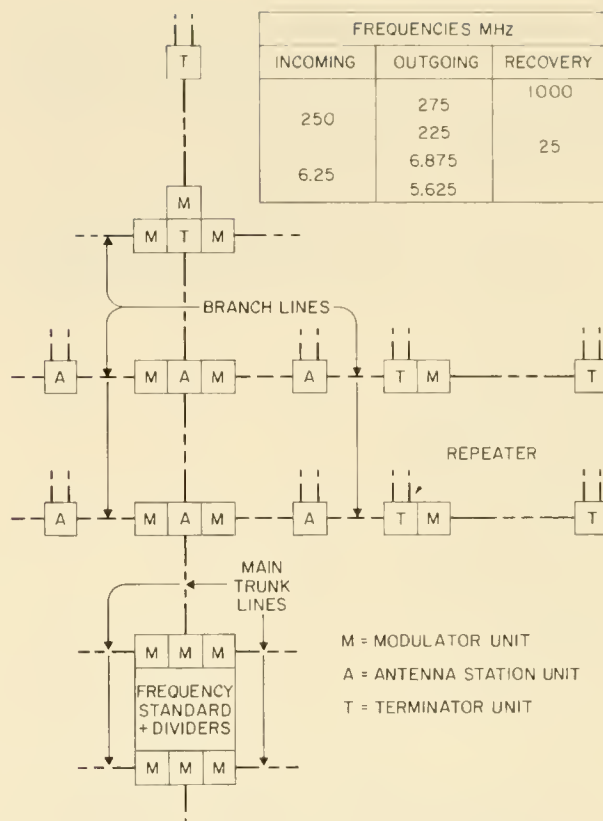 FREQUENCIES MHz
INCOMING OUTGOING RECOVERY
1000
275
250
225
25
6.875
6.25
5.625
T
M
M T M
BRANCH LINES
A M A M A T M T
REPEATER
A M A M A T M T
MAIN
TRUNK
LINES
M M M
FREQUENCY
STANDARD
+ DIVIDERS
M M M
M = MODULATOR UNIT
A = ANTENNA STATION UNIT
T = TERMINATOR UNIT